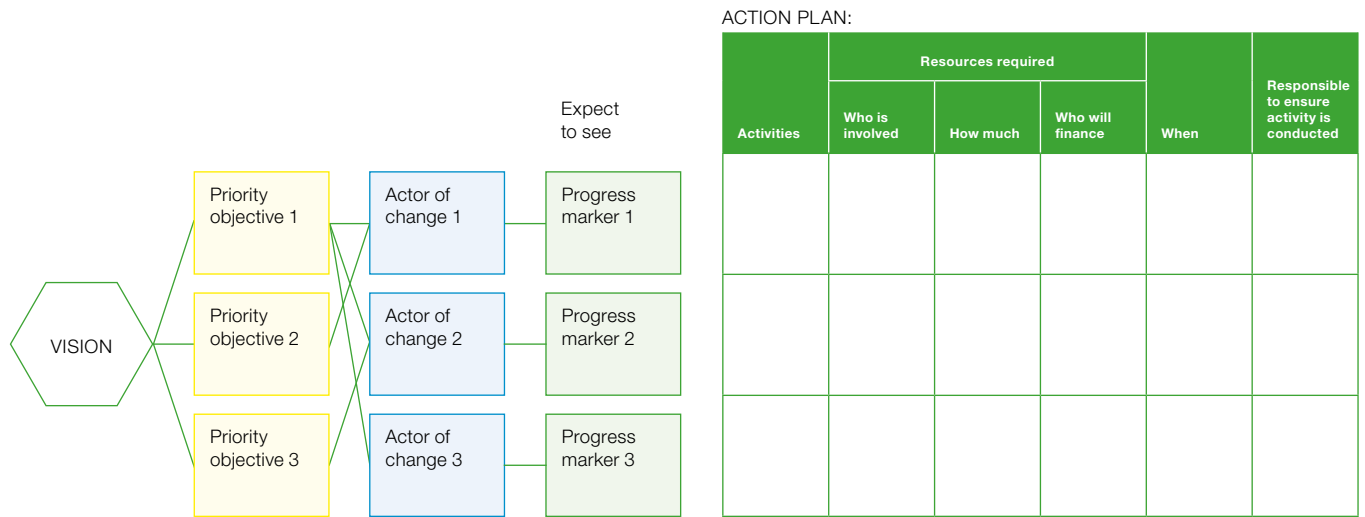 ACTION PLAN:
Resources required
Activities
Who is
involved
How much
Who will
finance
When
Responsible
to ensure
activity is
conducted
Expect
to see
VISION
Priority
objective 1
Actor of
change 1
Progress
marker 1
Priority
objective 2
Actor of
change 2
Progress
marker 2
Priority
objective 3
Actor of
change 3
Progress
marker 3